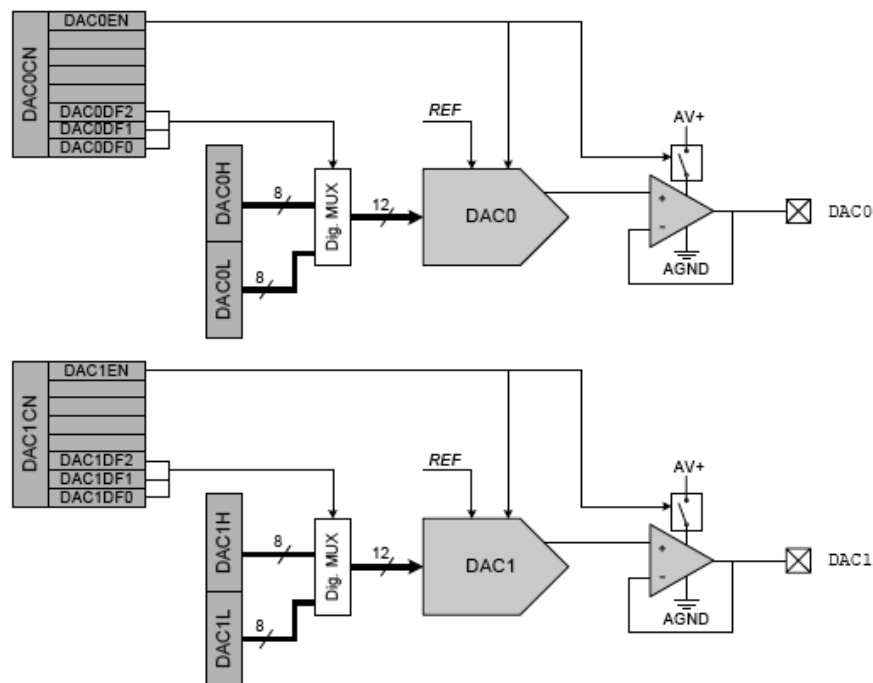 DAC0EN
DAC0CN
DAC0DF2
DAC0DF1
DAC0DF0
REF
AV+
DAC0H
8
Dig. MUX
12
DAC0
+
-
DAC0
DAC0L
8
AGND
DAC1EN
DAC1CN
DAC1DF2
DAC1DF1
DAC1DF0
REF
AV+
DAC1H
8
Dig. MUX
12
DAC1
+
-
DAC1
DAC1L
8
AGND